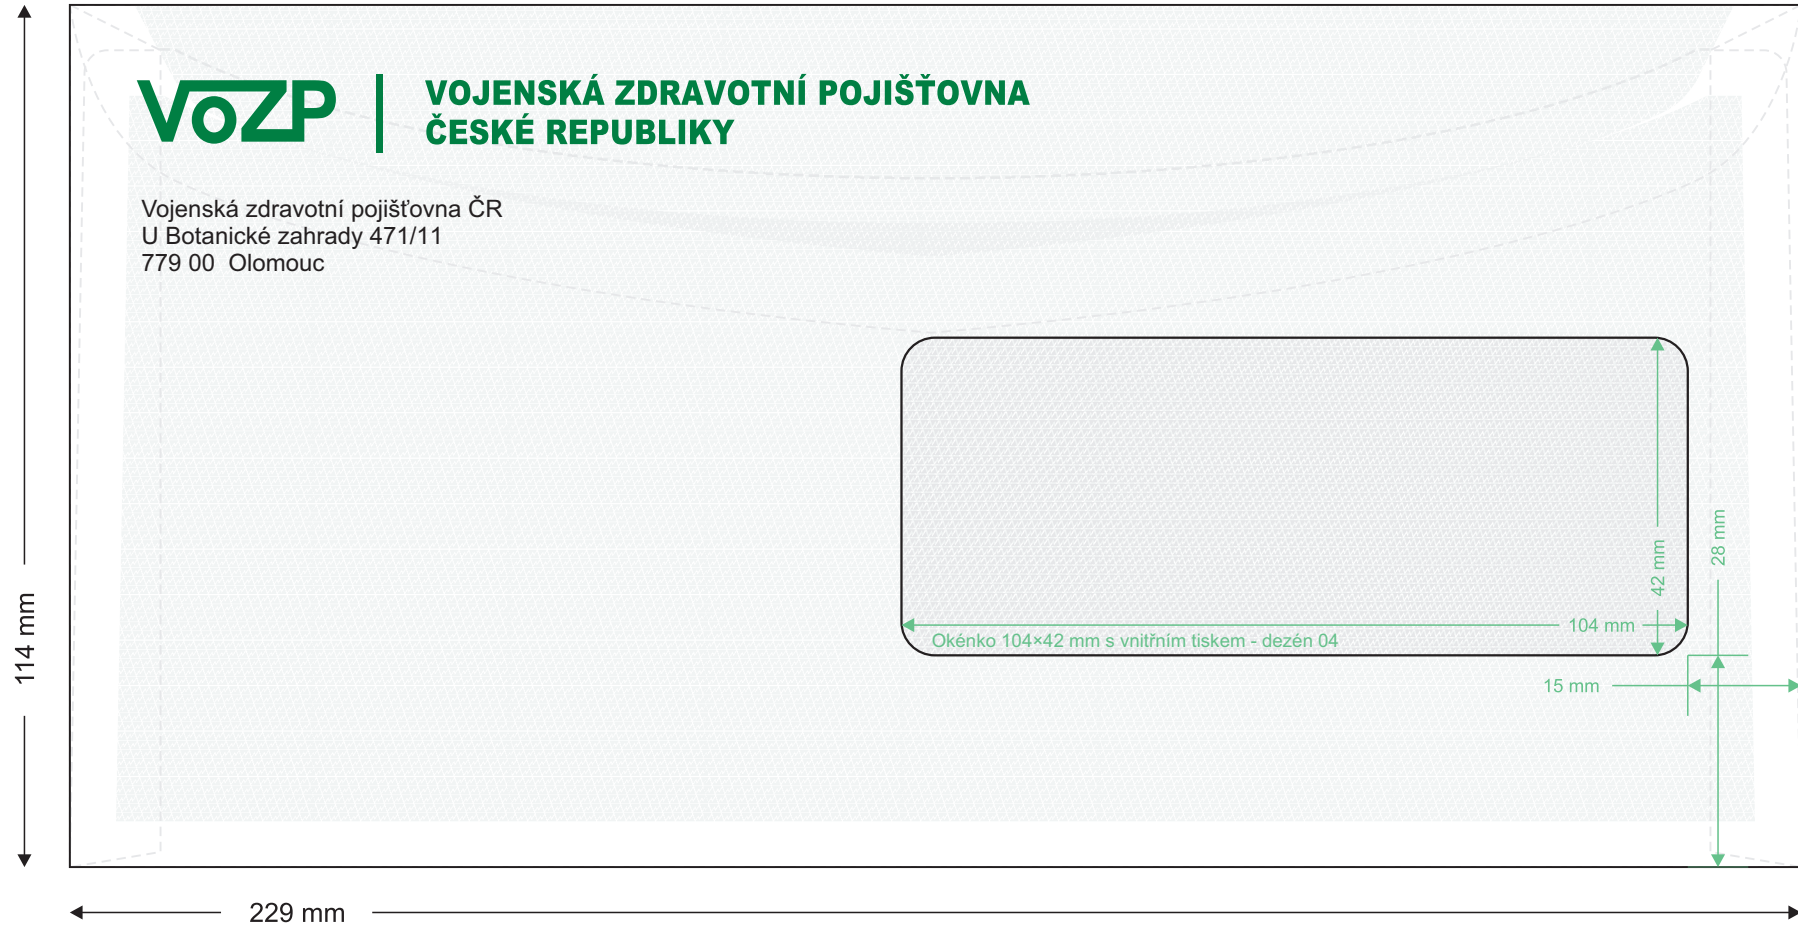 VoZP
VOJENSKÁ ZDRAVOTNÍ POJIŠŤOVNA
ČESKÉ REPUBLIKY
Vojenská zdravotní pojišťovna ČR
U Botanické zahrady 471/11
779 00 Olomouc
114 mm
28 mm
42 mm
104 mm
Okénko 104×42 mm s vnitřním tiskem - dezén 04
15 mm
229 mm